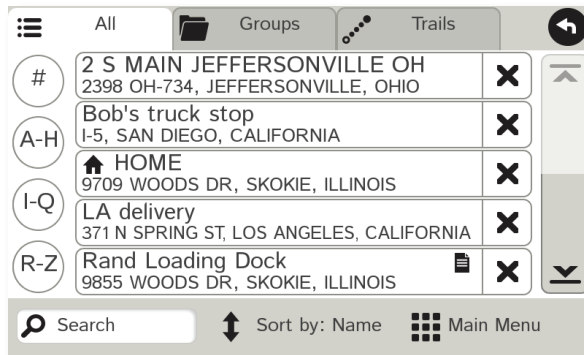 All
Groups
Trails
#
2 S MAIN JEFFERSONVILLE OH
2398 OH-734, JEFFERSONVILLE, OHIO
A-H
Bob's truck stop
I-5, SAN DIEGO, CALIFORNIA
HOME
9709 WOODS DR, SKOKIE, ILLINOIS
I-Q
LA delivery
371 N SPRING ST, LOS ANGELES, CALIFORNIA
R-Z
Rand Loading Dock
9855 WOODS DR, SKOKIE, ILLINOIS
Search
Sort by: Name
Main Menu